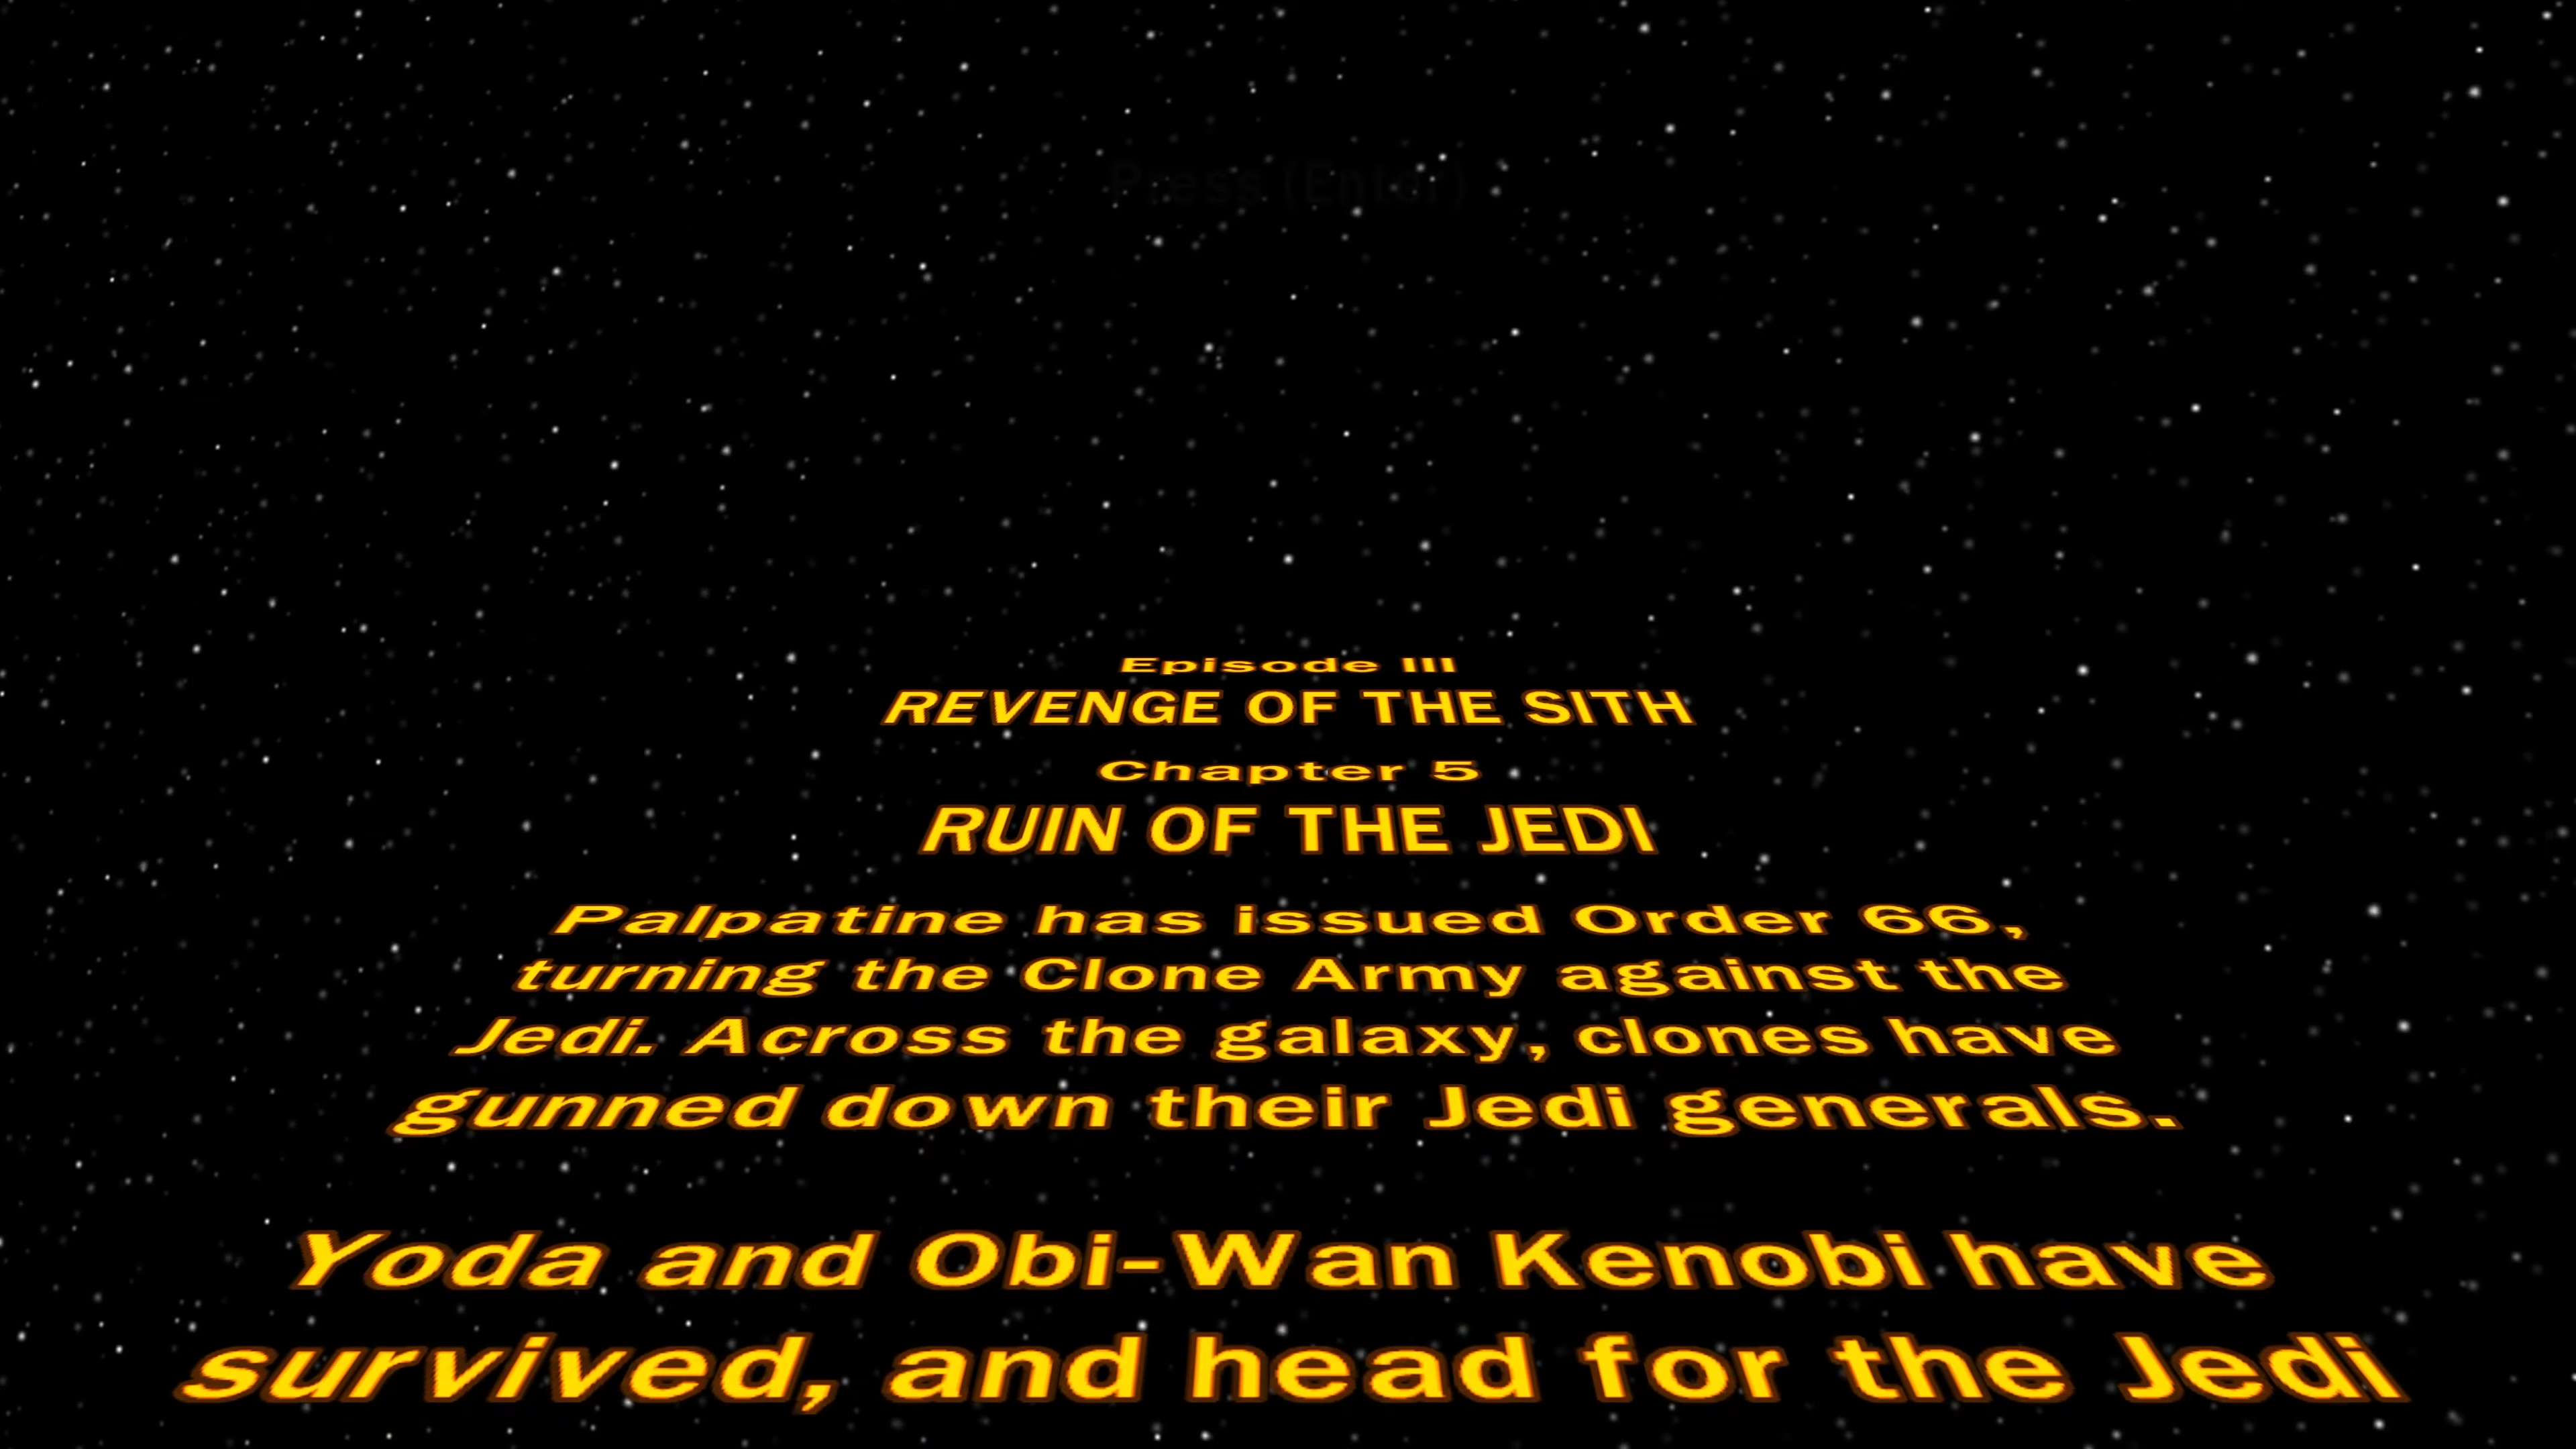 Press (Enter)
Episode III
REVENGE OF THE SITH
Chapter 5
RUIN OF THE JEDI
Palpatine has issued Order 66,
turning the Clone Army against the
Jedi. Across the galaxy, clones have
gunned down their Jedi generals.
Yoda and Obi-Wan Kenobi have
survived, and head for the Jedi